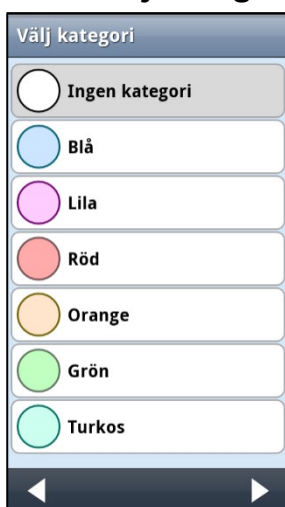 Välj kategori
Ingen kategori
Blå
Lila
Röd
Orange
Grön
Turkos